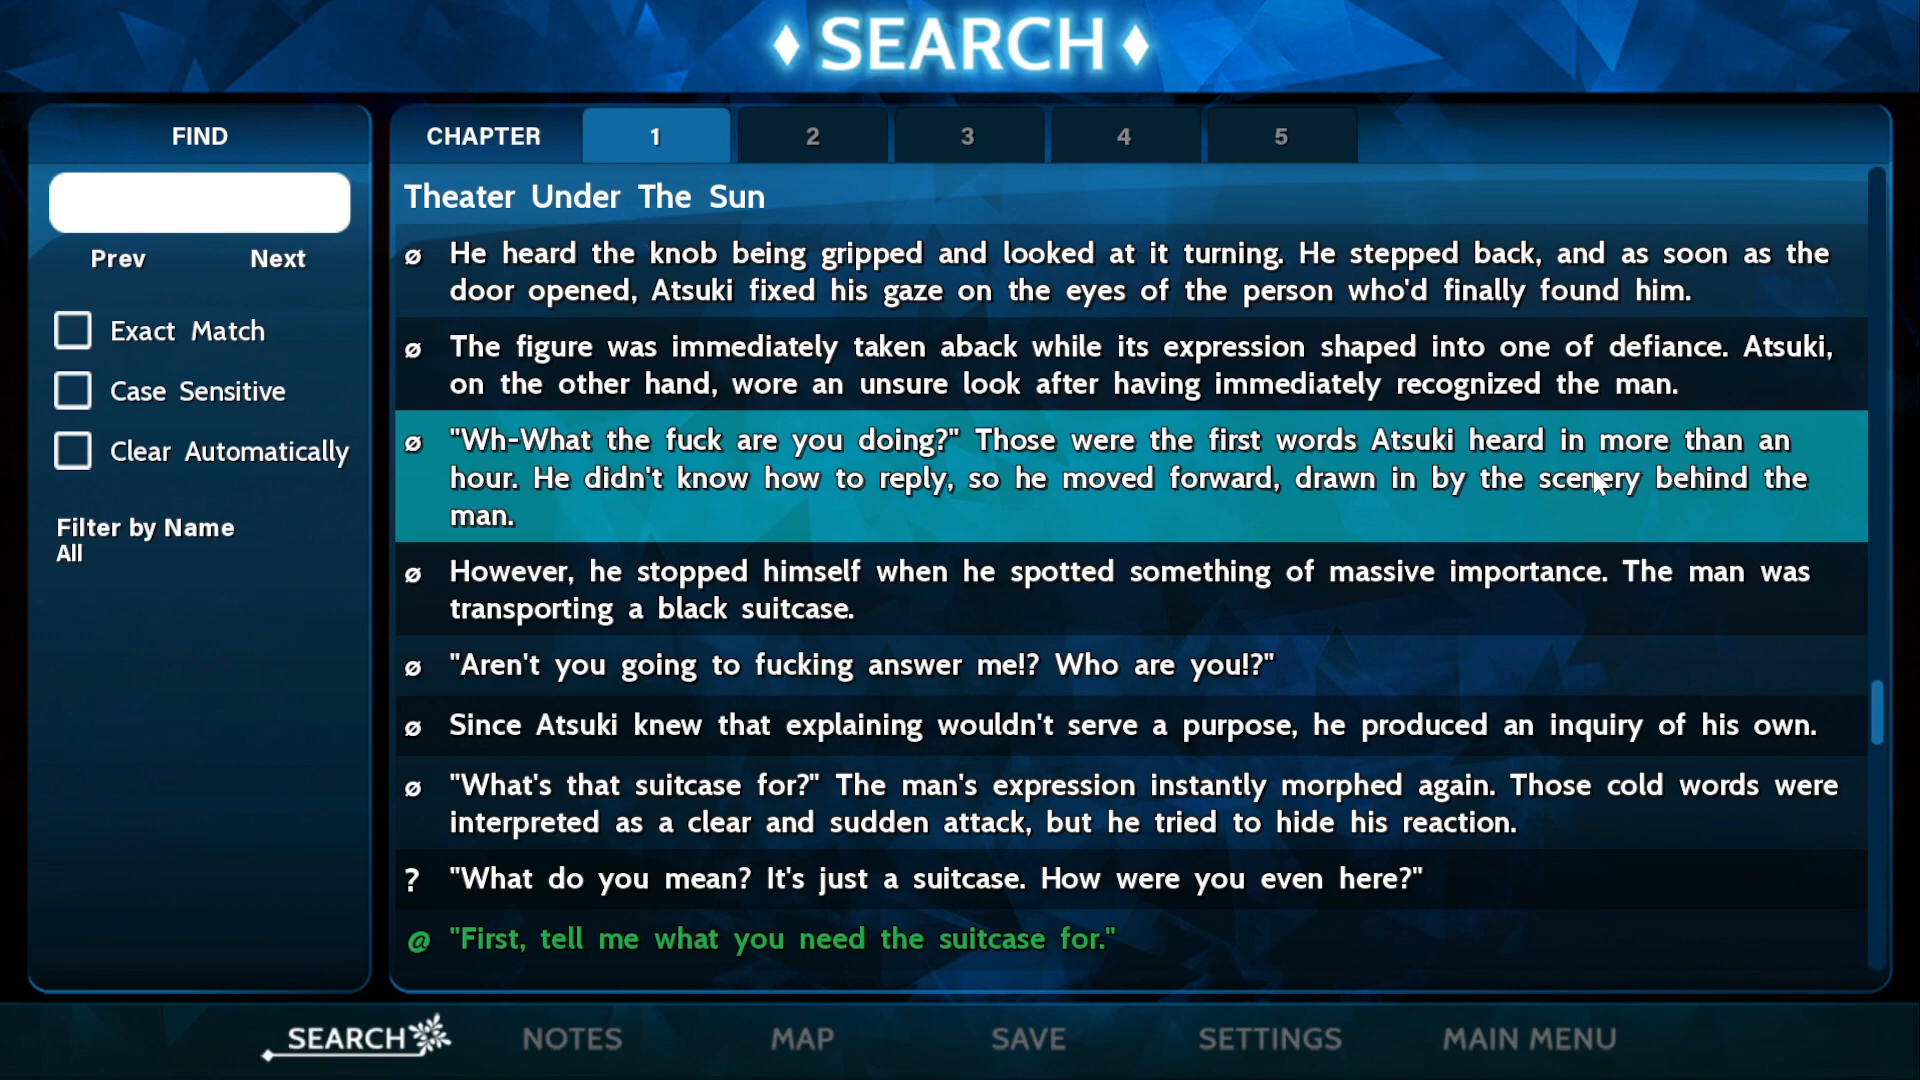 SEARCH
FIND
Prev Next
Exact Match
Case Sensitive
Clear Automatically
Filter by Name
All
CHAPTER 1 2 3 4 5
Theater Under The Sun
ø He heard the knob being gripped and looked at it turning. He stepped back, and as soon as the
door opened, Atsuki fixed his gaze on the eyes of the person who'd finally found him.
ø The figure was immediately taken aback while its expression shaped into one of defiance. Atsuki,
on the other hand, wore an unsure look after having immediately recognized the man.
ø "Wh-What the fuck are you doing?" Those were the first words Atsuki heard in more than an
hour. He didn't know how to reply, so he moved forward, drawn in by the scenery behind the
man.
ø However, he stopped himself when he spotted something of massive importance. The man was
transporting a black suitcase.
ø "Aren't you going to fucking answer me!? Who are you!?"
ø Since Atsuki knew that explaining wouldn't serve a purpose, he produced an inquiry of his own.
ø "What's that suitcase for?" The man's expression instantly morphed again. Those cold words were
interpreted as a clear and sudden attack, but he tried to hide his reaction.
? "What do you mean? It's just a suitcase. How were you even here?"
@ "First, tell me what you need the suitcase for."
SEARCH NOTES MAP SAVE SETTINGS MAIN MENU